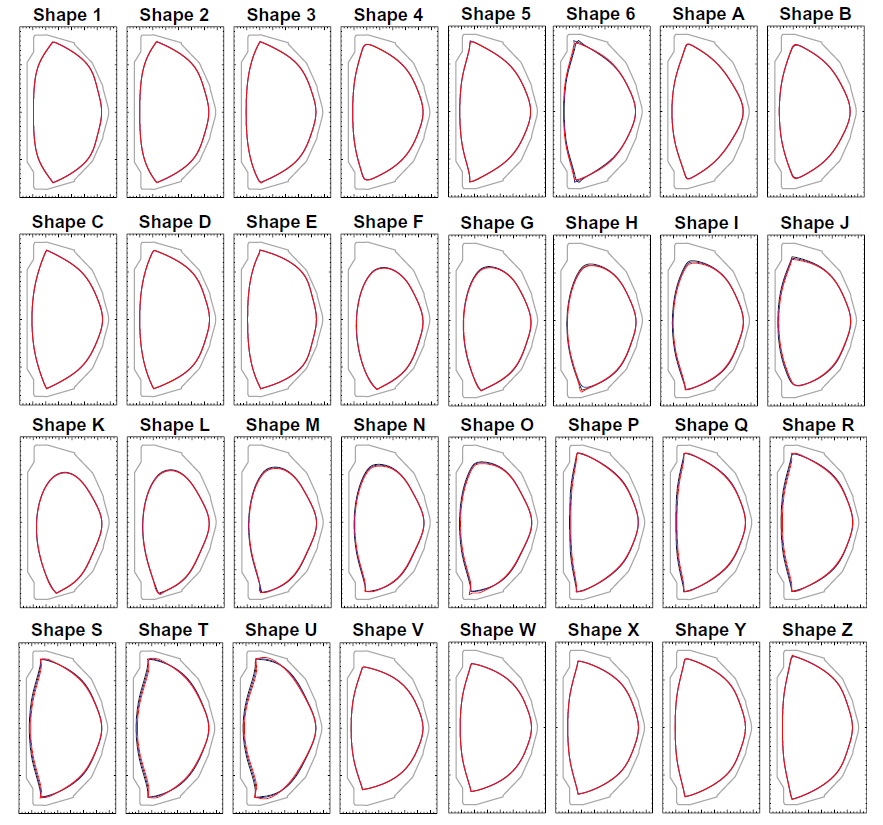 Shape 1 Shape 2 Shape 3 Shape 4 Shape 5 Shape 6 Shape A Shape B
Shape C Shape D Shape E Shape F Shape G Shape H Shape I Shape J
Shape K Shape L Shape M Shape N Shape O Shape P Shape Q Shape R
Shape S Shape T Shape U Shape V Shape W Shape X Shape Y Shape Z